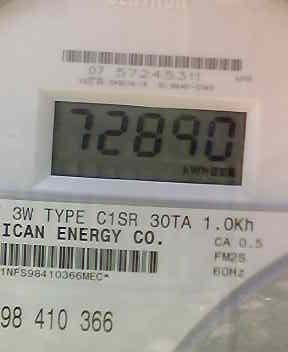 07 57245311
72890
3W TYPE C1SR 30TA 1.0Kh
ICAN ENERGY CO.
CA 0.5
FM2S
60Hz
1NFS98410366MEC*
98 410 366